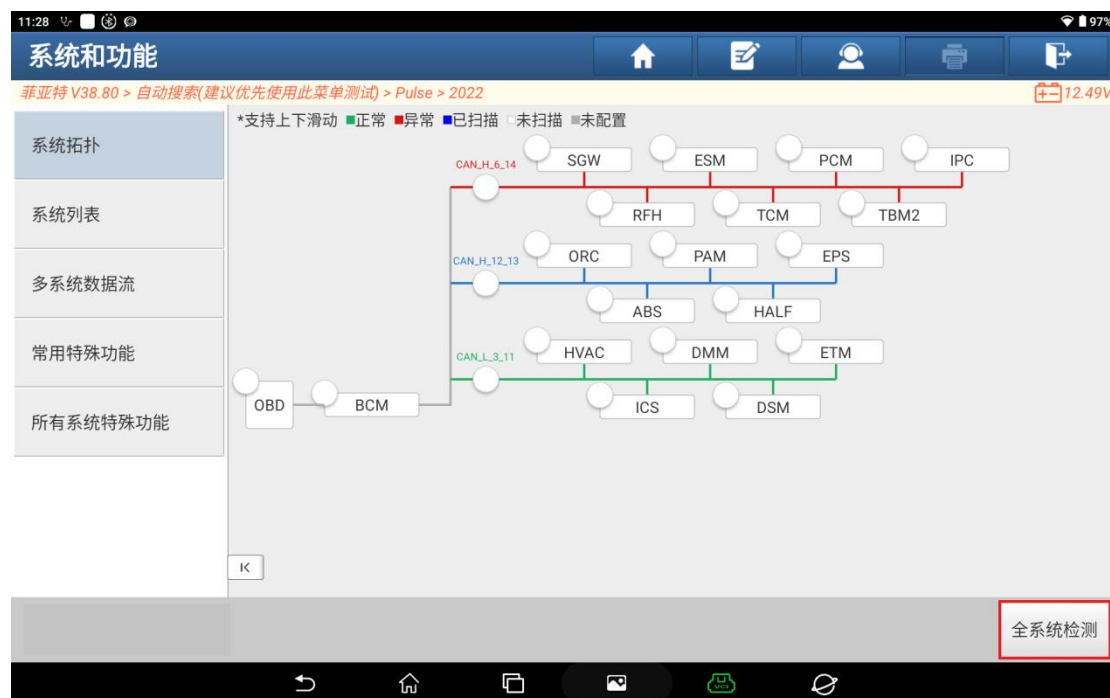 11:28
97%
系统和功能
菲亚特 V38.80 > 自动搜索(建议优先使用此菜单测试) > Pulse > 2022
12.49V
系统拓扑
系统列表
多系统数据流
常用特殊功能
所有系统特殊功能
*支持上下滑动 正常 异常 已扫描 未扫描 未配置
CAN_H_6_14
SGW ESM PCM IPC
RFH TCM TBM2
CAN_H_12_13
ORC PAM EPS
ABS HALF
CAN_L_3_11
HVAC DMM ETM
ICS DSM
OBD BCM
全系统检测
VCI